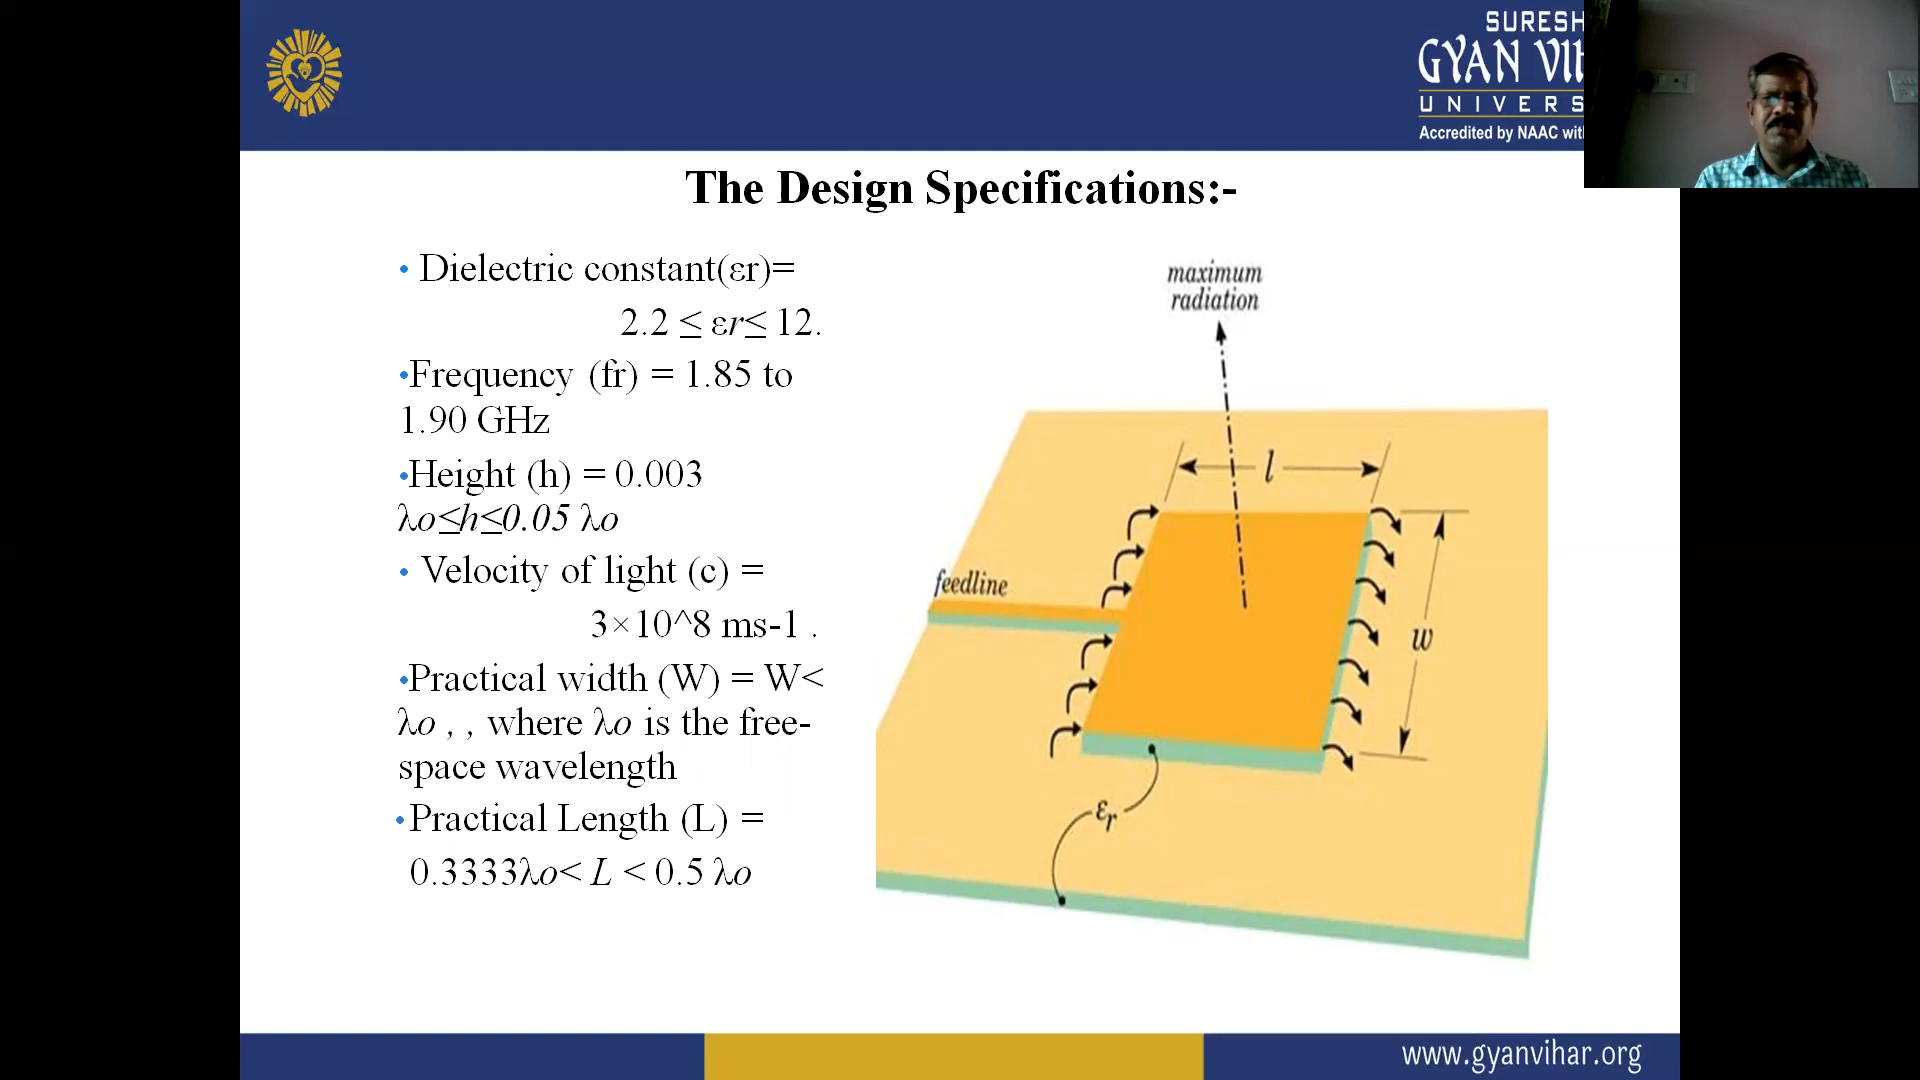 SURESH
GYAN VIH
UNIVERS
Accredited by NAAC wit
The Design Specifications:-
• Dielectric constant(εr)=
2.2 ≤ εr≤ 12.
•Frequency (fr) = 1.85 to
1.90 GHz
•Height (h) = 0.003
λo≤h≤0.05 λo
• Velocity of light (c) =
3×10^8 ms-1 .
•Practical width (W) = W<
λo , , where λo is the free-
space wavelength
•Practical Length (L) =
0.3333λo< L < 0.5 λo
maximum
radiation
l
feedline
w
εr
www.gyanvihar.org